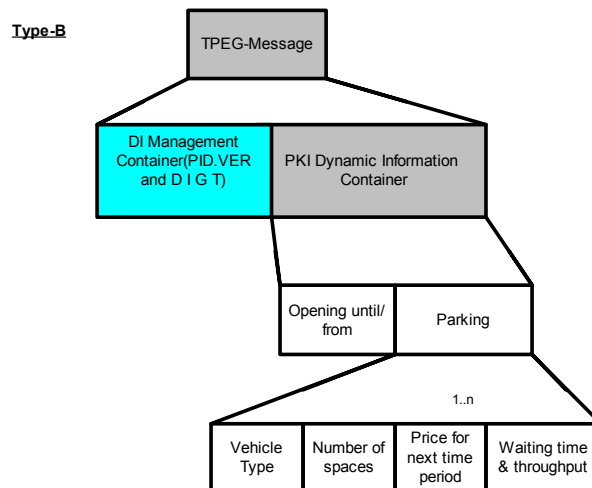 Type-B
TPEG-Message
DI Management
Container(PID.VER
and D I G T)
PKI Dynamic Information
Container
Opening until/
from
Parking
1..n
Vehicle
Type
Number of
spaces
Price for
next time
period
Waiting time
& throughput